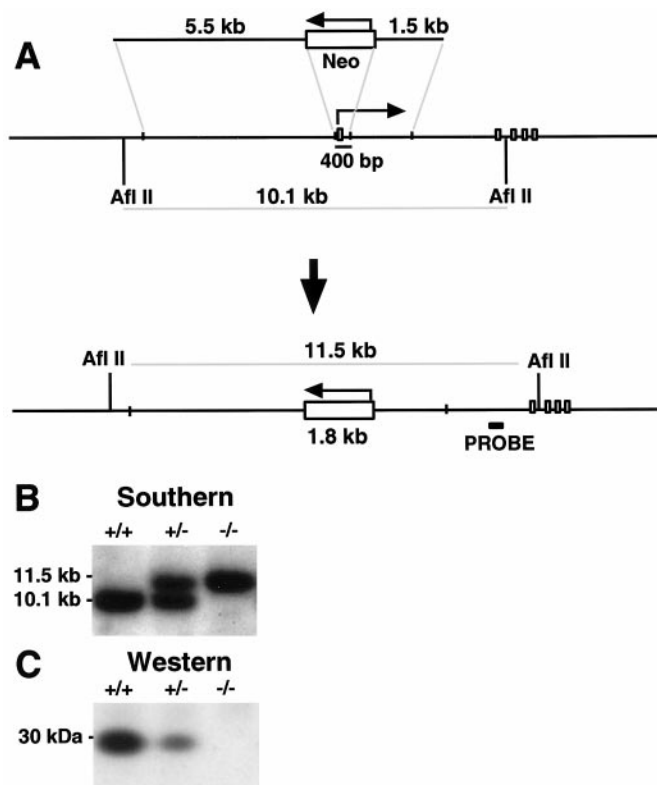 A
5.5 kb
1.5 kb
Neo
400 bp
Afl II
10.1 kb
Afl II
Afl II
11.5 kb
Afl II
1.8 kb
PROBE
B
Southern
+/+ +/- -/-
11.5 kb -
10.1 kb -
C
Western
+/+ +/- -/-
30 kDa -